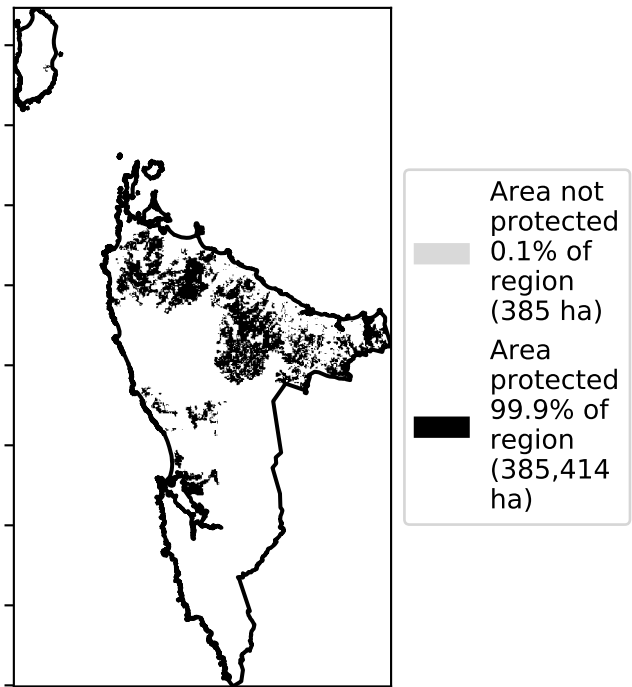 Area not
protected
0.1% of
region
(385 ha)
Area
protected
99.9% of
region
(385,414
ha)